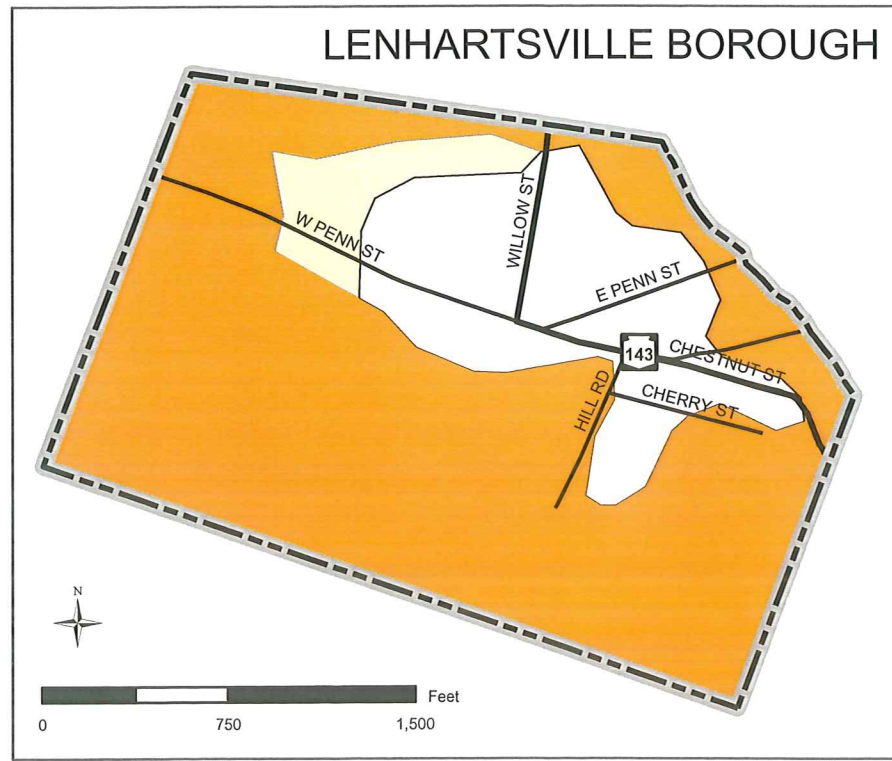 LENHARTSVILLE BOROUGH
W PENN ST
WILLOW ST
E PENN ST
143
CHESTNUT ST
CHERRY ST
HILL RD
N
Feet
0 750 1,500